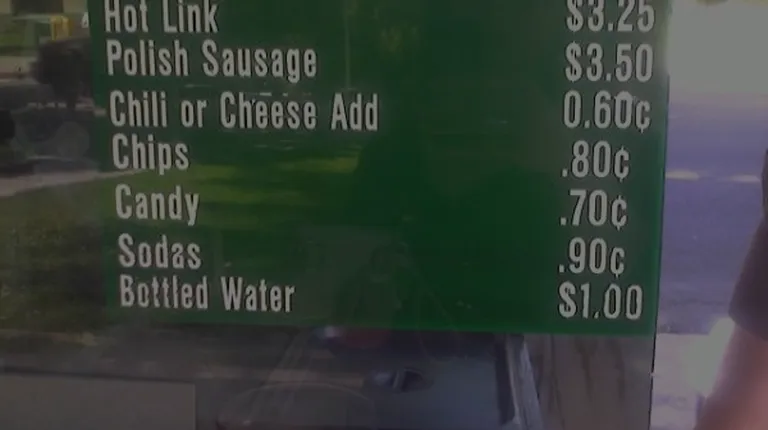 Hot Link $3.25
Polish Sausage $3.50
Chili or Cheese Add 0.60¢
Chips .80¢
Candy .70¢
Sodas .90¢
Bottled Water $1.00